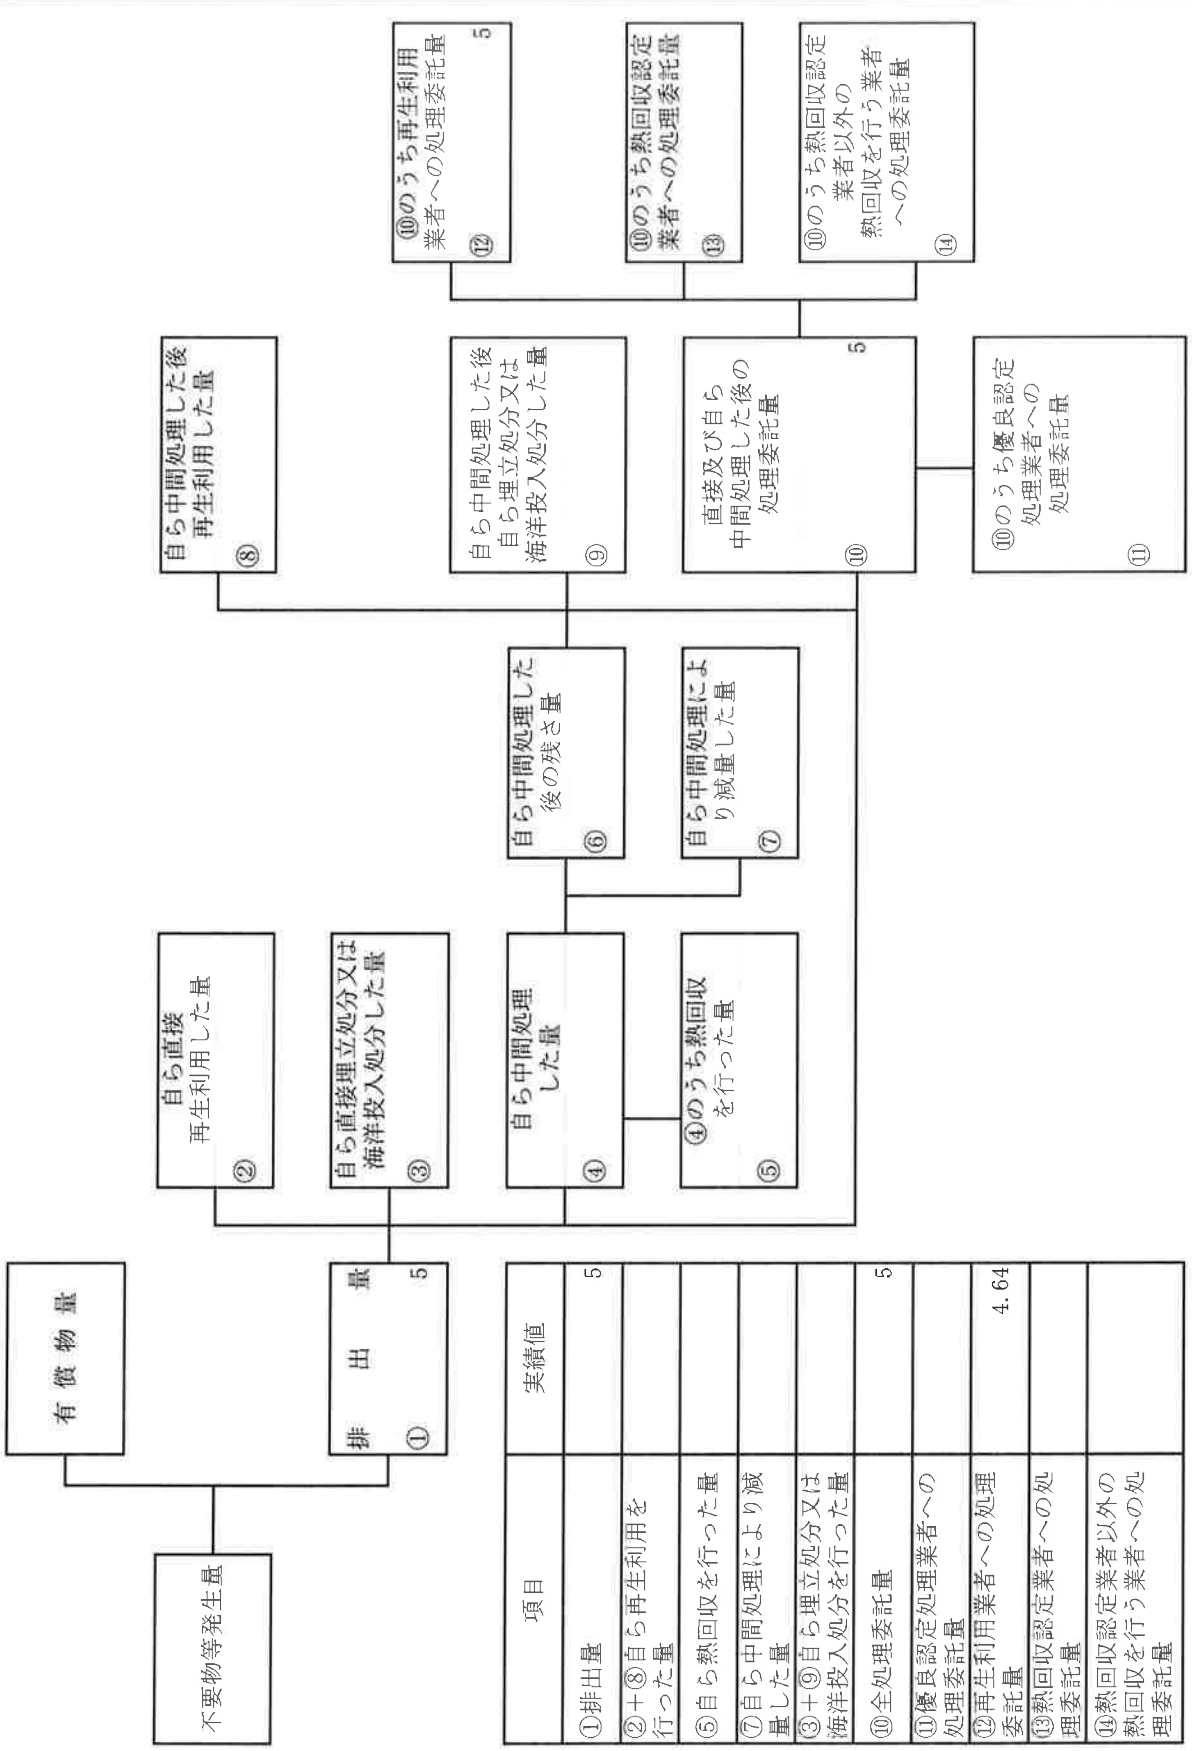 不要物等発生量
有償物量
排出量
①
5
自ら直接
再生利用した量
②
自ら直接埋立処分又は
海洋投入処分した量
③
自ら中間処理
した量
④
④のうち熱回収
を行った量
⑤
自ら中間処理した
後の残さ量
⑥
自ら中間処理によ
り減量した量
⑦
自ら中間処理した後
再生利用した量
⑧
自ら中間処理した後
自ら埋立処分又は
海洋投入処分した量
⑨
直接及び自ら
中間処理した後の
処理委託量
⑩
5
⑩のうち優良認定
処理業者への
処理委託量
⑪
⑩のうち再生利用
業者への処理委託量
⑫
5
⑩のうち熱回収認定
業者への処理委託量
⑬
⑩のうち熱回収認定
業者以外の
熱回収を行う業者
への処理委託量
⑭
項目
実績値
①排出量
5
②＋⑧自ら再生利用を
行った量
⑤自ら熱回収を行った量
⑦自ら中間処理により減
量した量
③＋⑨自ら埋立処分又は
海洋投入処分を行った量
⑩全処理委託量
5
⑪優良認定処理業者への
処理委託量
⑫再生利用業者への処理
委託量
4.64
⑬熱回収認定業者への処
理委託量
⑭熱回収認定業者以外の
熱回収を行う業者への処
理委託量